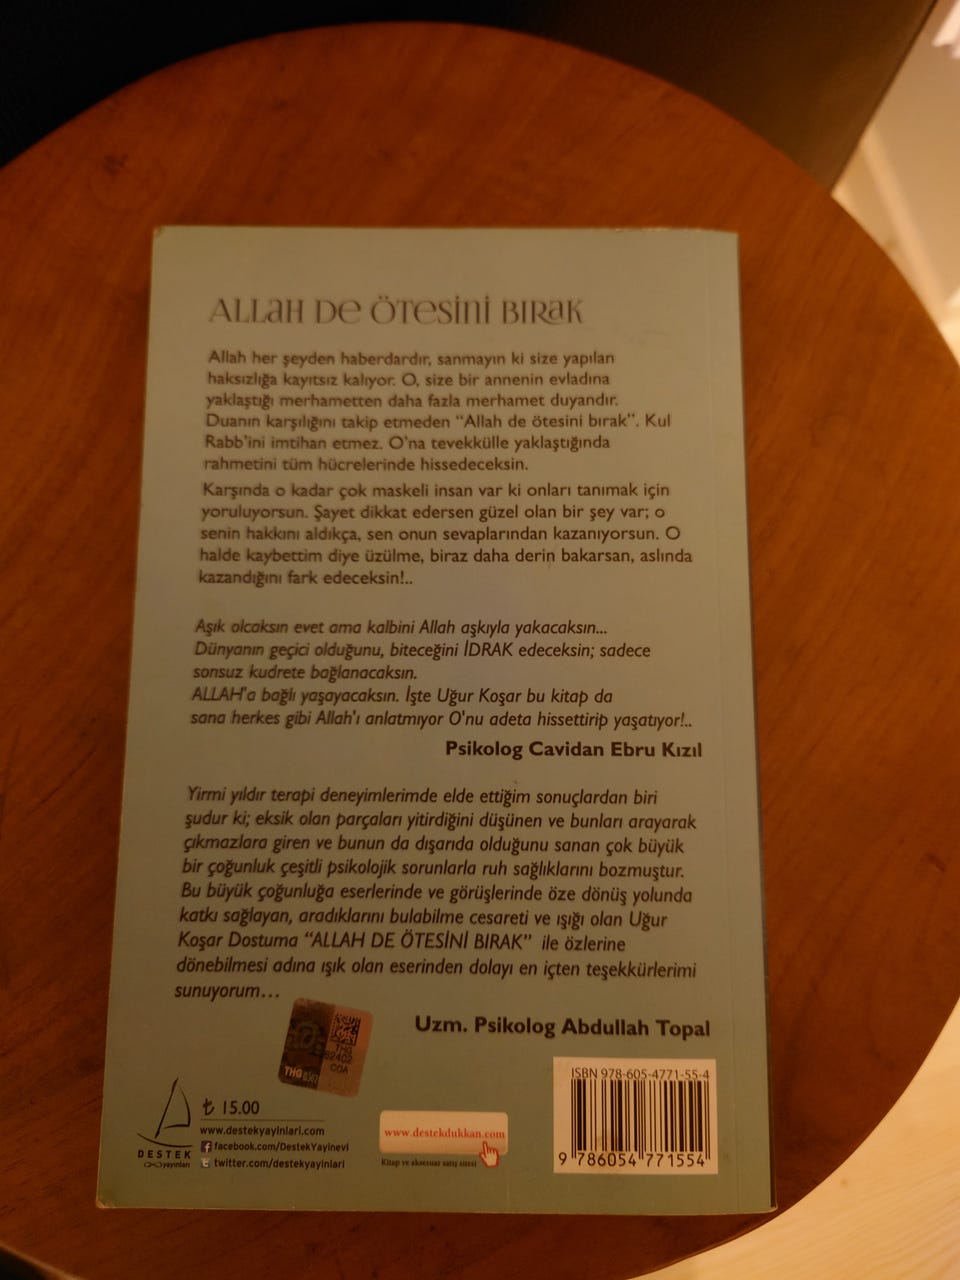 ALLAH DE ÖTESİNİ BIRAK
Allah her şeyden haberdardır, sanmayın ki size yapılan
haksızlığa kayıtsız kalıyor. O, size bir annenin evladına
yaklaştığı merhametten daha fazla merhamet duyandır.
Duanın karşılığını takip etmeden "Allah de ötesini bırak". Kul
Rabb'ini imtihan etmez. O'na tevekkülle yaklaştığında
rahmetini tüm hücrelerinde hissedeceksin.
Karşında o kadar çok maskeli insan var ki onları tanımak için
yoruluyorsun. Şayet dikkat edersen güzel olan bir şey var; o
senin hakkını aldıkça, sen onun sevaplarından kazanıyorsun. O
halde kaybettim diye üzülme, biraz daha derin bakarsan, aslında
kazandığını fark edeceksin!..
Aşık olcaksın evet ama kalbini Allah aşkıyla yakacaksın...
Dünyanın geçici olduğunu, biteceğini İDRAK edeceksin; sadece
sonsuz kudrete bağlanacaksın.
ALLAH'a bağlı yaşayacaksın. İşte Uğur Koşar bu kitap da
sana herkes gibi Allah'ı anlatmıyor O'nu adeta hissettirip yaşatıyor!..
Psikolog Cavidan Ebru Kızıl
Yirmi yıldır terapi deneyimlerimde elde ettiğim sonuçlardan biri
şudur ki; eksik olan parçaları yitirdiğini düşünen ve bunları arayarak
çıkmazlara giren ve bunun da dışarıda olduğunu sanan çok büyük
bir çoğunluk çeşitli psikolojik sorunlarla ruh sağlıklarını bozmuştur.
Bu büyük çoğunluğa eserlerinde ve görüşlerinde öze dönüş yolunda
katkı sağlayan, aradıklarını bulabilme cesareti ve ışığı olan Uğur
Koşar Dostuma "ALLAH DE ÖTESİNİ BIRAK" ile özlerine
dönebilmesi adına ışık olan eserinden dolayı en içten teşekkürlerimi
sunuyorum...
Uzm. Psikolog Abdullah Topal
THG
82402
COA
THG
ISBN 978-605-4771-55-4
₺ 15.00
www.destekyayinlari.com
facebook.com/DestekYayinevi
twitter.com/destekyayinlari
DESTEK
yayınları
www.destekdukkan.com
Kitap ve aksesuar satış sitesi
9 786054 771554